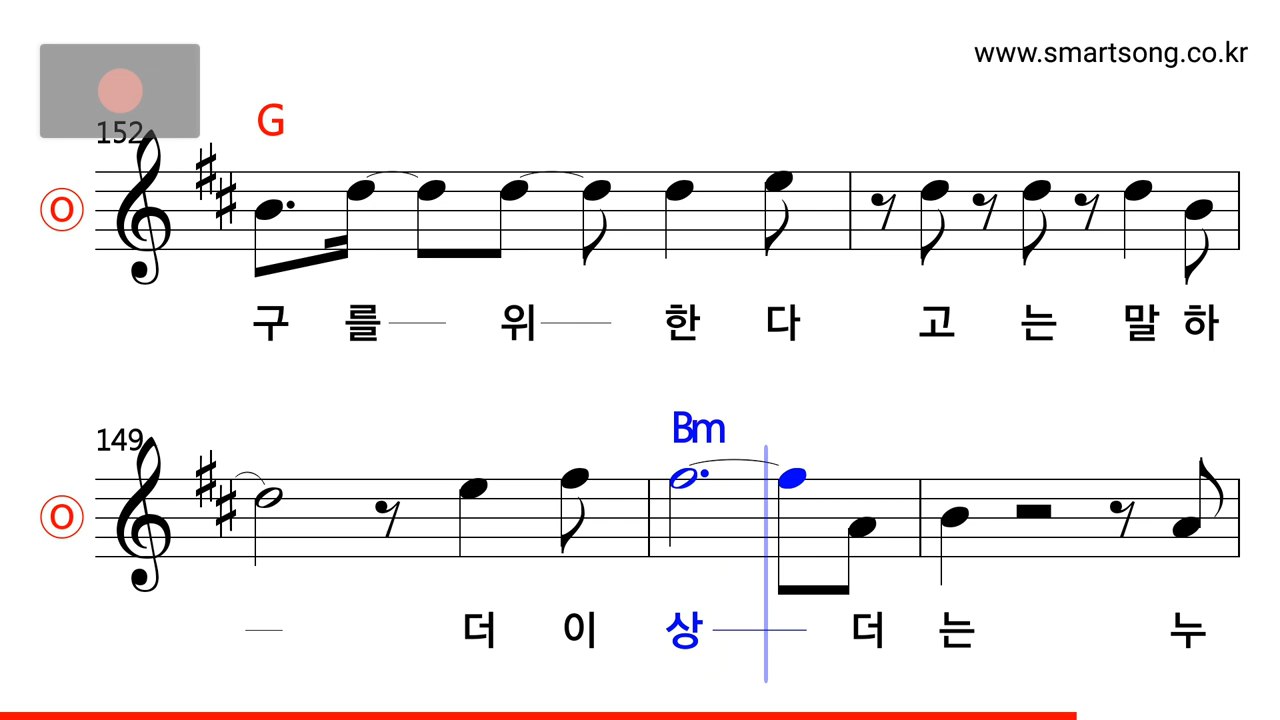 www.smartsong.co.kr
152
G
O
구 를 위 한 다 고 는 말 하
149
Bm
O
더 이 상 더 는 누